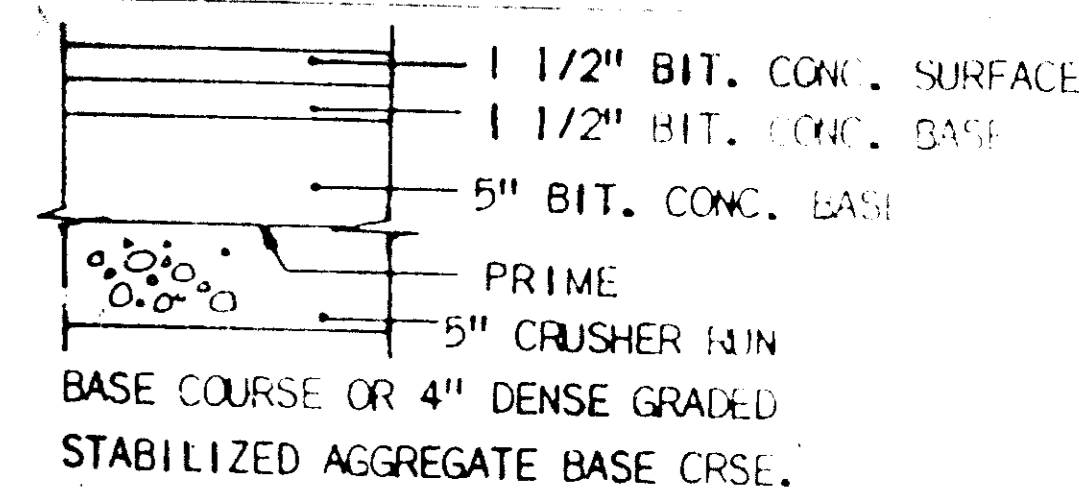 1 1/2" BIT. CONC. SURFACE
1 1/2" BIT. CONC. BASE
5" BIT. CONC. BASE
PRIME
5" CRUSHER RUN
BASE COURSE OR 4" DENSE GRADED
STABILIZED AGGREGATE BASE CRSE.